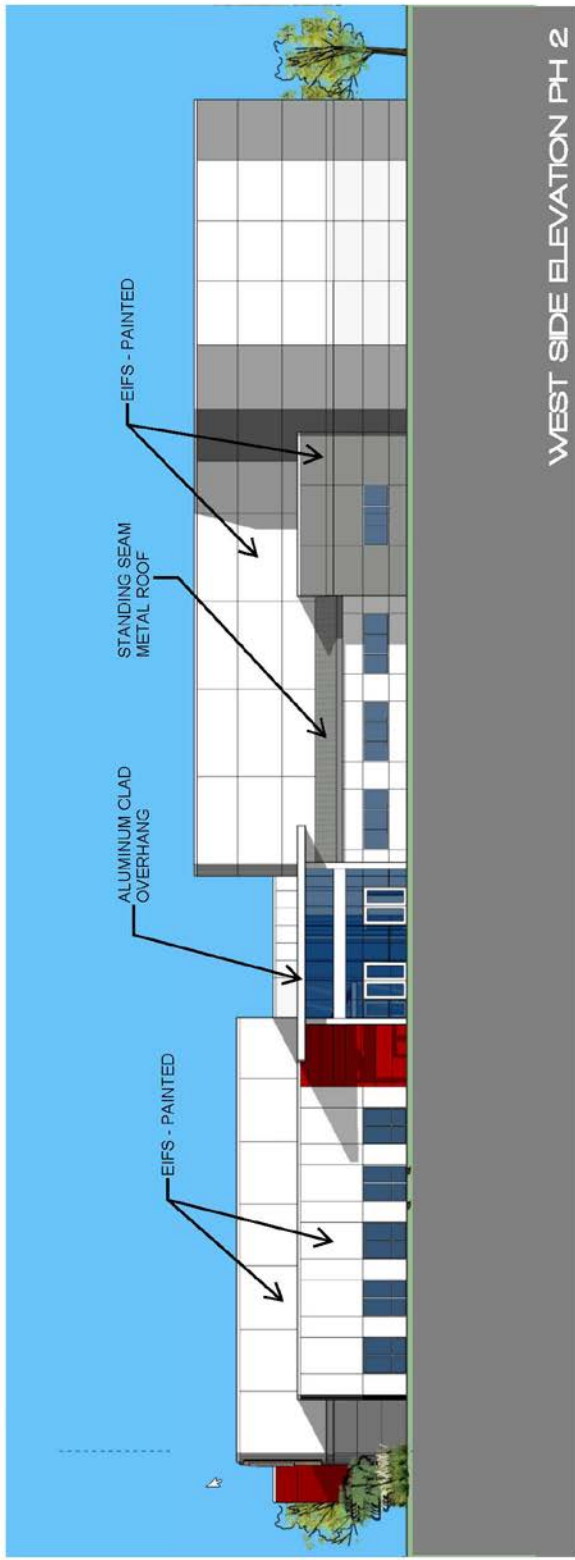 EIFS - PAINTED
ALUMINUM CLAD
OVERHANG
STANDING SEAM
METAL ROOF
EIFS - PAINTED
WEST SIDE ELEVATION PH 2